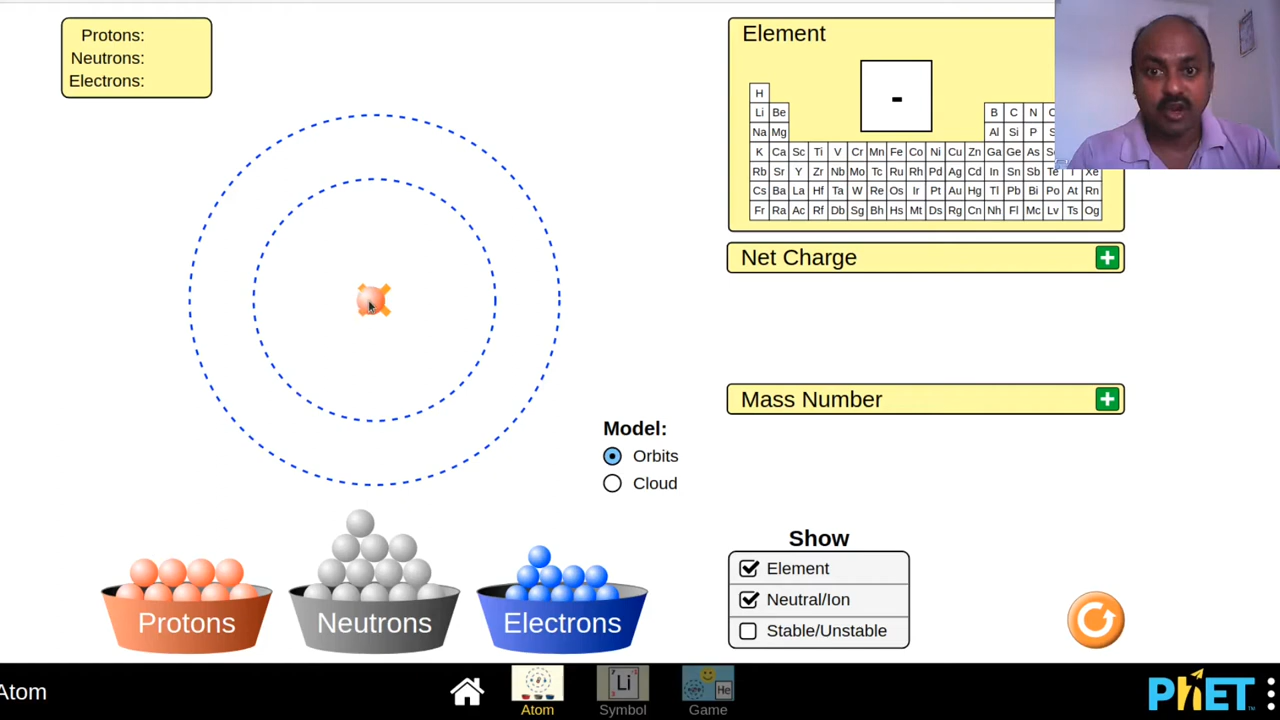 Protons:
Neutrons:
Electrons:
Element
-
H
Li Be B C N
Na Mg Al Si P
K Ca Sc Ti V Cr Mn Fe Co Ni Cu Zn Ga Ge As
Rb Sr Y Zr Nb Mo Tc Ru Rh Pd Ag Cd In Sn Sb Te I Xe
Cs Ba La Hf Ta W Re Os Ir Pt Au Hg Tl Pb Bi Po At Rn
Fr Ra Ac Rf Db Sg Bh Hs Mt Ds Rg Cn Nh Fl Mc Lv Ts Og
Net Charge
Mass Number
Model:
Orbits
Cloud
Protons
Neutrons
Electrons
Show
Element
Neutral/Ion
Stable/Unstable
Atom
7
Li
Atom
Symbol
He
Game
PhET